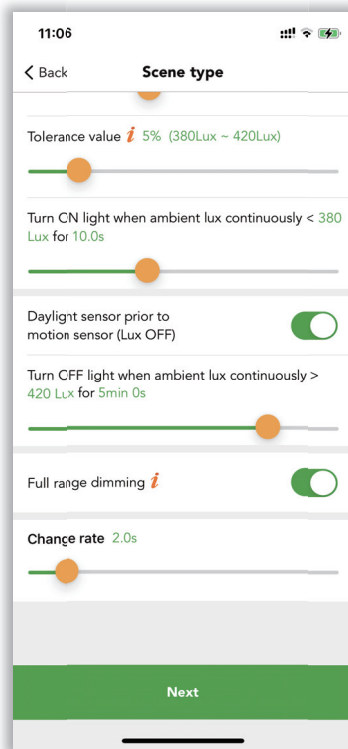 11:06
Back Scene type
Tolerance value i 5% (380Lux ~ 420Lux)
Turn CN light when ambient lux continuously < 380
Lux for 10.0s
Daylight sensor prior to
motion sensor (Lux OFF)
Turn CFF light when ambient lux continuously >
420 Lux for 5min 0s
Full range dimming i
Change rate 2.0s
Next